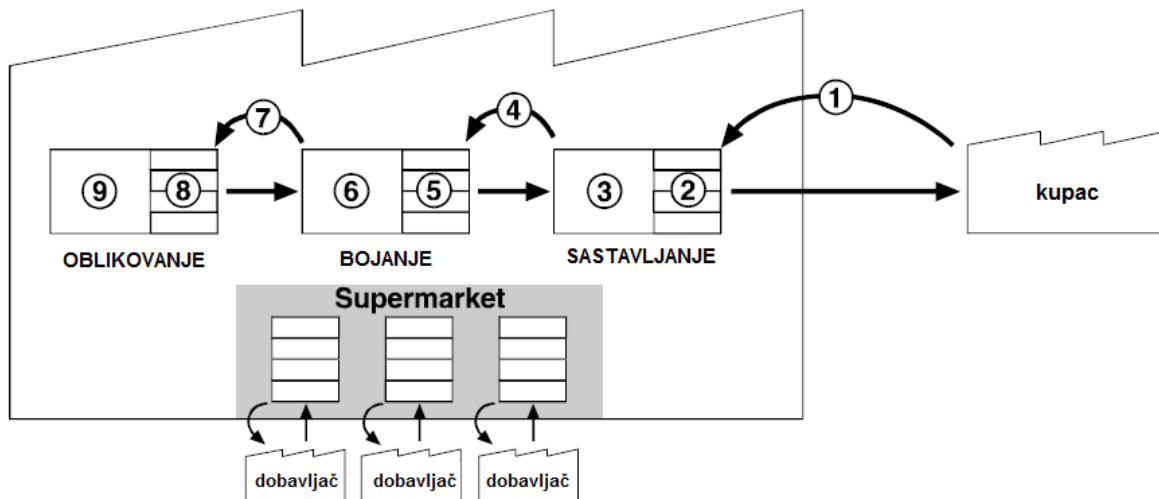 1
4
7
9
8
6
5
3
2
kupac
OBLIKOVANJE
BOJANJE
SASTAVLJANJE
Supermarket
dobavljač
dobavljač
dobavljač